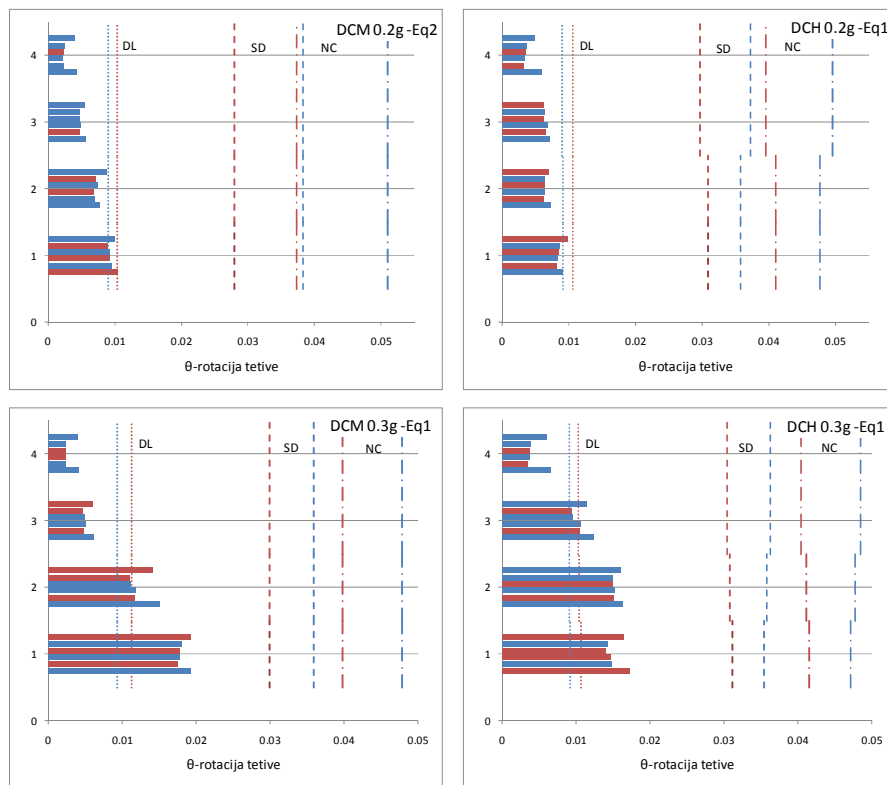 DCM 0.2g -Eq2
4
DL
SD
NC
3
2
1
0
0 0.01 0.02 0.03 0.04 0.05
θ-rotacija tetive
DCH 0.2g -Eq1
4
DL
SD
NC
3
2
1
0
0 0.01 0.02 0.03 0.04 0.05
θ-rotacija tetive
DCM 0.3g -Eq1
4
DL
SD
NC
3
2
1
0
0 0.01 0.02 0.03 0.04 0.05
θ-rotacija tetive
DCH 0.3g -Eq1
4
DL
SD
NC
3
2
1
0
0 0.01 0.02 0.03 0.04 0.05
θ-rotacija tetive